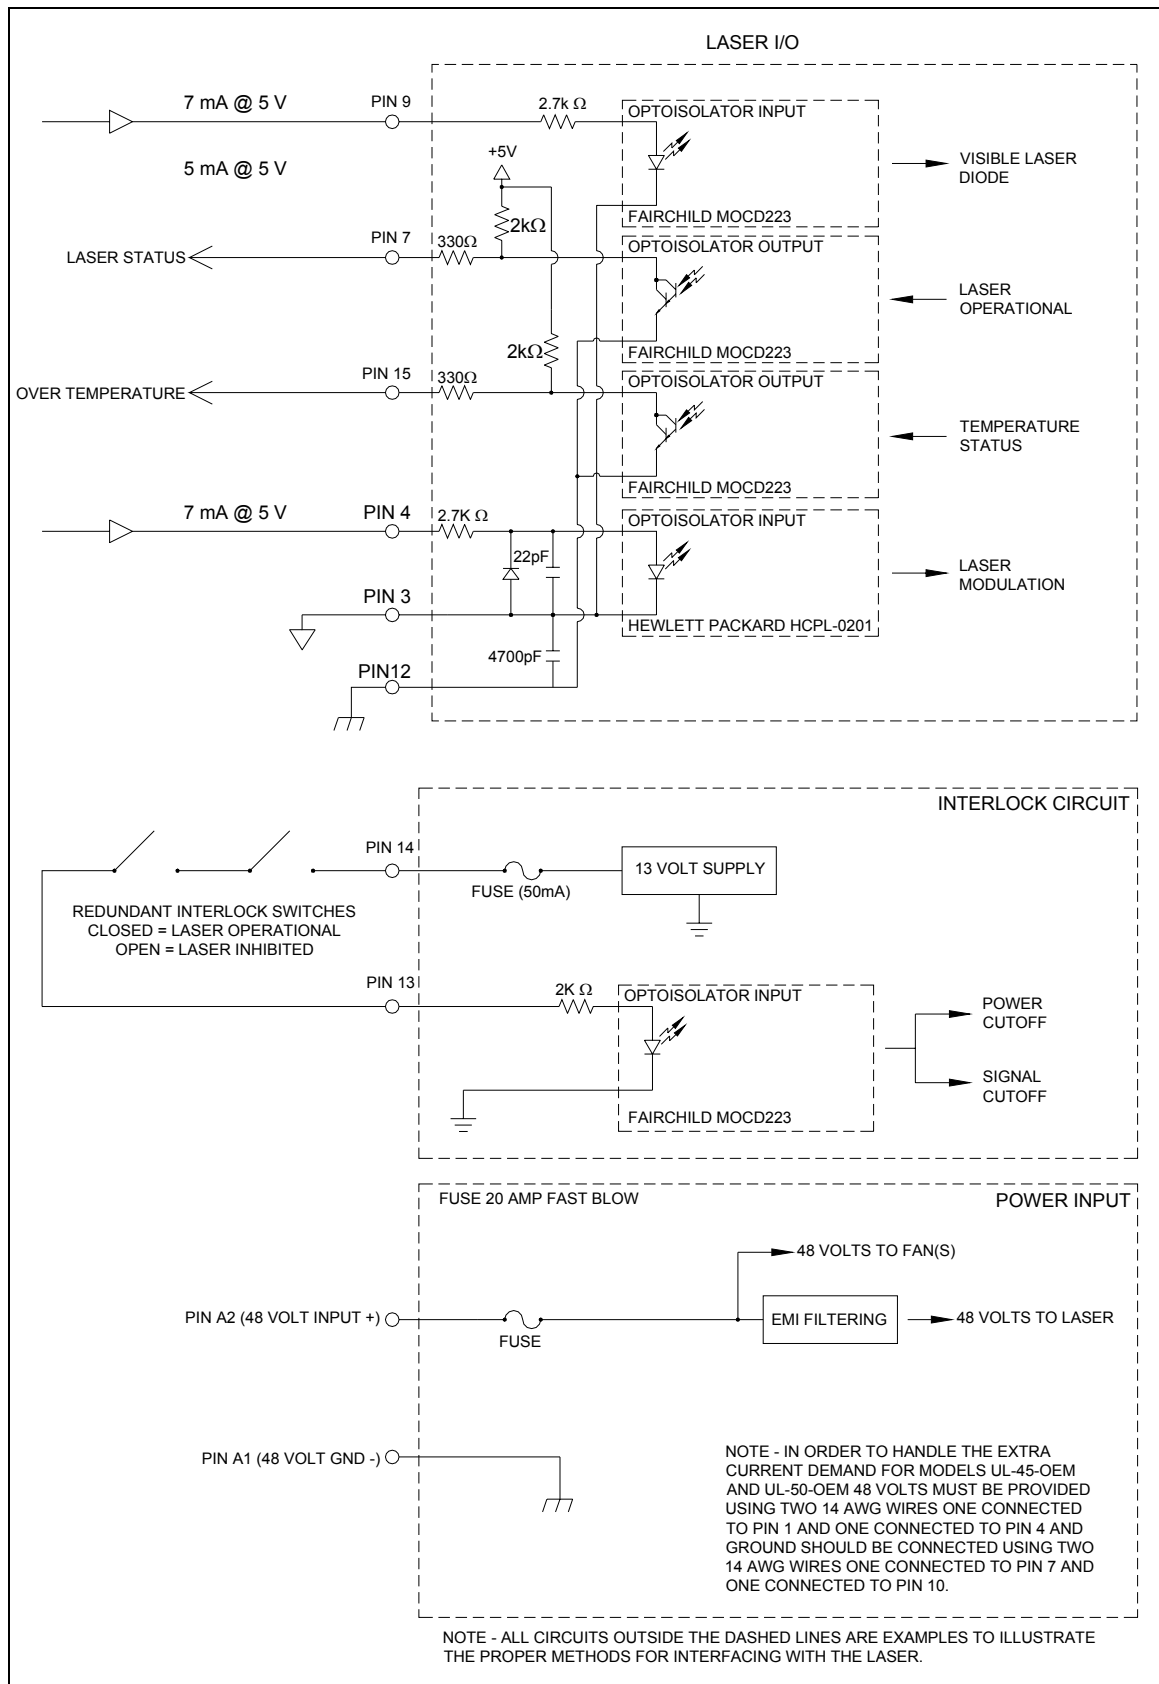 LASER I/O
7 mA @ 5 V
PIN 9
2.7k Ω
OPTOISOLATOR INPUT
VISIBLE LASER
DIODE
5 mA @ 5 V
+5V
2kΩ
FAIRCHILD MOCD223
LASER STATUS
PIN 7
330Ω
OPTOISOLATOR OUTPUT
LASER
OPERATIONAL
2kΩ
FAIRCHILD MOCD223
OVER TEMPERATURE
PIN 15
330Ω
OPTOISOLATOR OUTPUT
TEMPERATURE
STATUS
FAIRCHILD MOCD223
7 mA @ 5 V
PIN 4
2.7K Ω
OPTOISOLATOR INPUT
22pF
LASER
MODULATION
PIN 3
HEWLETT PACKARD HCPL-0201
4700pF
PIN12
INTERLOCK CIRCUIT
PIN 14
FUSE (50mA)
13 VOLT SUPPLY
REDUNDANT INTERLOCK SWITCHES
CLOSED = LASER OPERATIONAL
OPEN = LASER INHIBITED
PIN 13
2K Ω
OPTOISOLATOR INPUT
POWER
CUTOFF
SIGNAL
CUTOFF
FAIRCHILD MOCD223
FUSE 20 AMP FAST BLOW
POWER INPUT
48 VOLTS TO FAN(S)
PIN A2 (48 VOLT INPUT +)
FUSE
EMI FILTERING
48 VOLTS TO LASER
PIN A1 (48 VOLT GND -)
NOTE - IN ORDER TO HANDLE THE EXTRA
CURRENT DEMAND FOR MODELS UL-45-OEM
AND UL-50-OEM 48 VOLTS MUST BE PROVIDED
USING TWO 14 AWG WIRES ONE CONNECTED
TO PIN 1 AND ONE CONNECTED TO PIN 4 AND
GROUND SHOULD BE CONNECTED USING TWO
14 AWG WIRES ONE CONNECTED TO PIN 7 AND
ONE CONNECTED TO PIN 10.
NOTE - ALL CIRCUITS OUTSIDE THE DASHED LINES ARE EXAMPLES TO ILLUSTRATE
THE PROPER METHODS FOR INTERFACING WITH THE LASER.